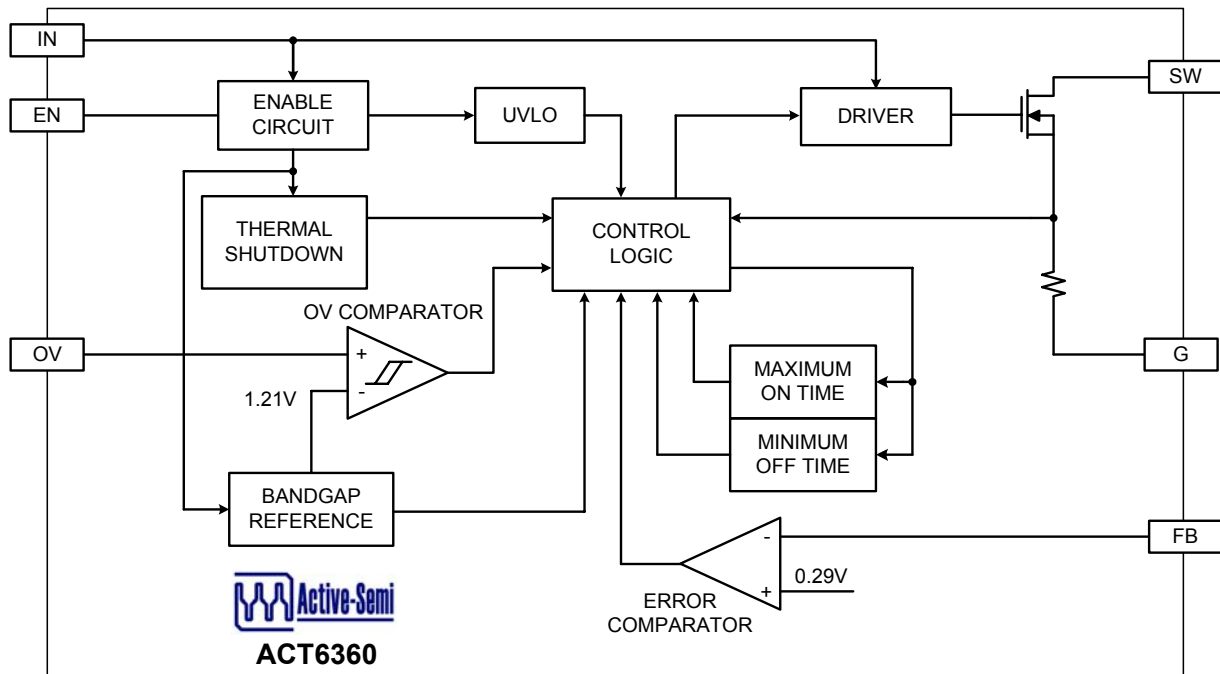 IN
SW
EN
ENABLE
CIRCUIT
UVLO
DRIVER
THERMAL
SHUTDOWN
CONTROL
LOGIC
OV COMPARATOR
OV
+
-
1.21V
G
MAXIMUM
ON TIME
MINIMUM
OFF TIME
BANDGAP
REFERENCE
FB
-
+
0.29V
ERROR
COMPARATOR
Active-Semi
ACT6360